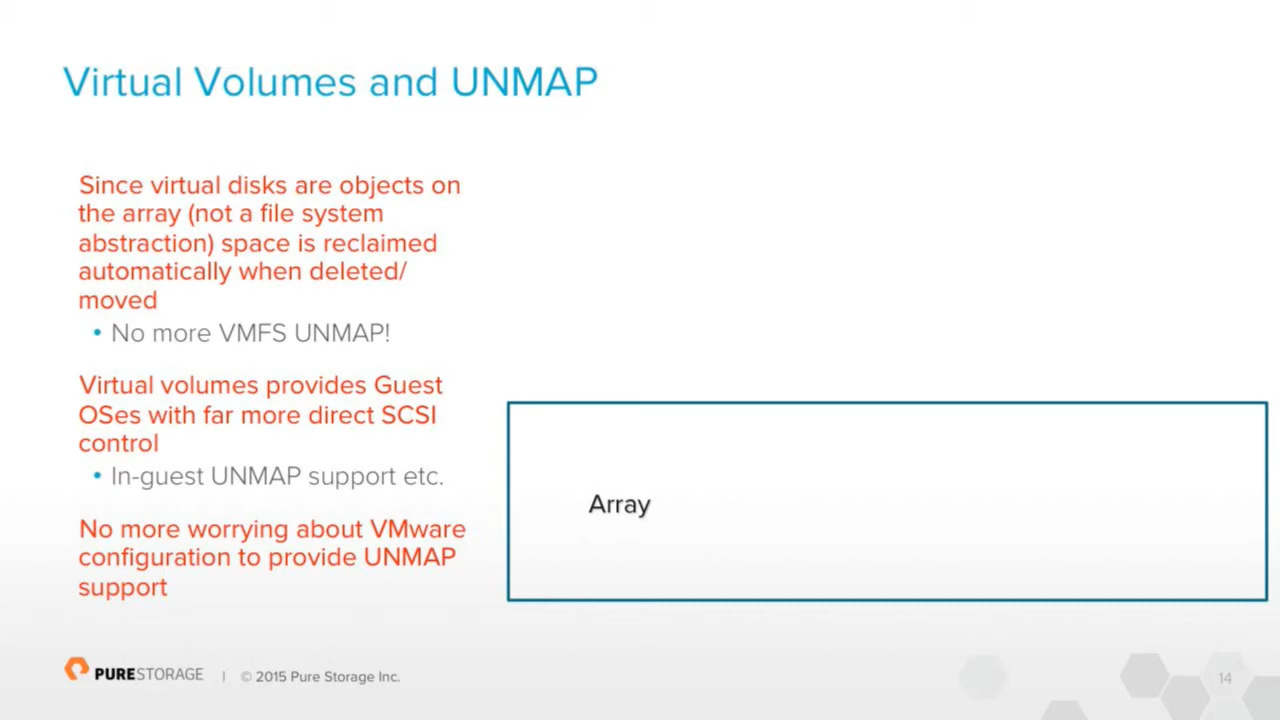 Virtual Volumes and UNMAP
Since virtual disks are objects on
the array (not a file system
abstraction) space is reclaimed
automatically when deleted/
moved
• No more VMFS UNMAP!
Virtual volumes provides Guest
OSes with far more direct SCSI
control
• In-guest UNMAP support etc.
No more worrying about VMware
configuration to provide UNMAP
support
Array
PURESTORAGE | © 2015 Pure Storage Inc.
14